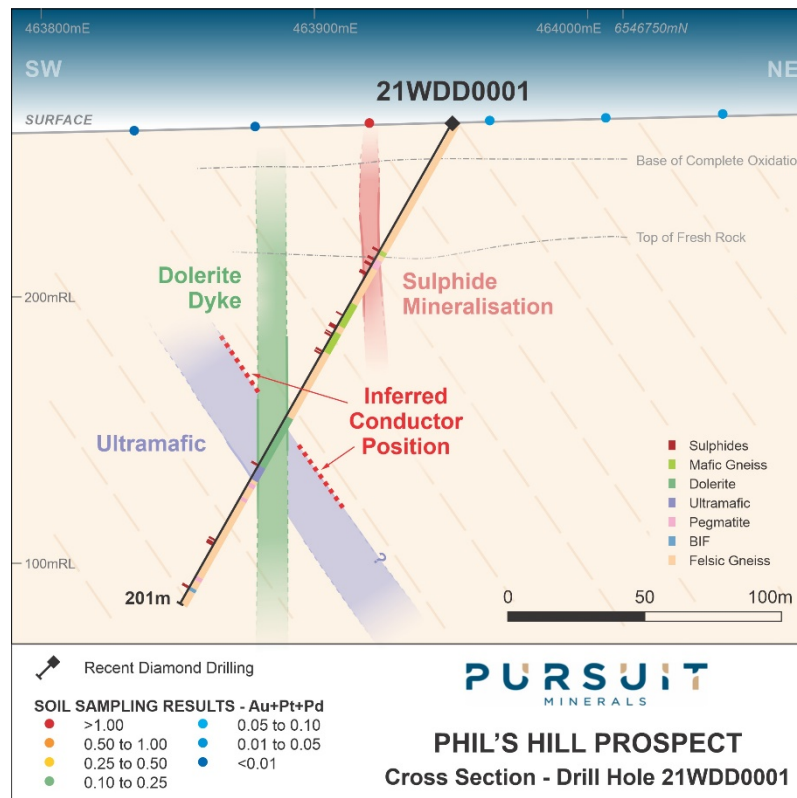 463800mE
463900mE
464000mE
6546750mN
SW
NE
21WDD0001
SURFACE
Base of Complete Oxidation
Top of Fresh Rock
Dolerite
Dyke
Sulphide
Mineralisation
200mRL
Inferred
Conductor
Position
Ultramafic
Sulphides
Mafic Gneiss
Dolerite
Ultramafic
Pegmatite
BIF
Felsic Gneiss
?
100mRL
201m
0
50
100m
Recent Diamond Drilling
SOIL SAMPLING RESULTS - Au+Pt+Pd
>1.00
0.50 to 1.00
0.25 to 0.50
0.10 to 0.25
0.05 to 0.10
0.01 to 0.05
<0.01
PURSUIT
MINERALS
PHIL'S HILL PROSPECT
Cross Section - Drill Hole 21WDD0001